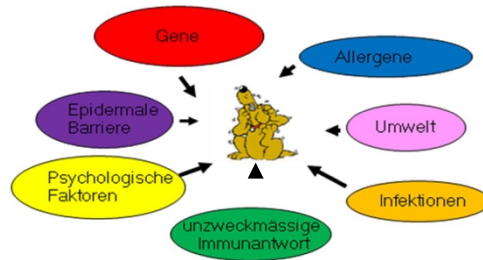 Gene
Allergene
Epidermale
Barriere
Umwelt
Psychologische
Faktoren
Infektionen
unzweckmässige
Immunantwort